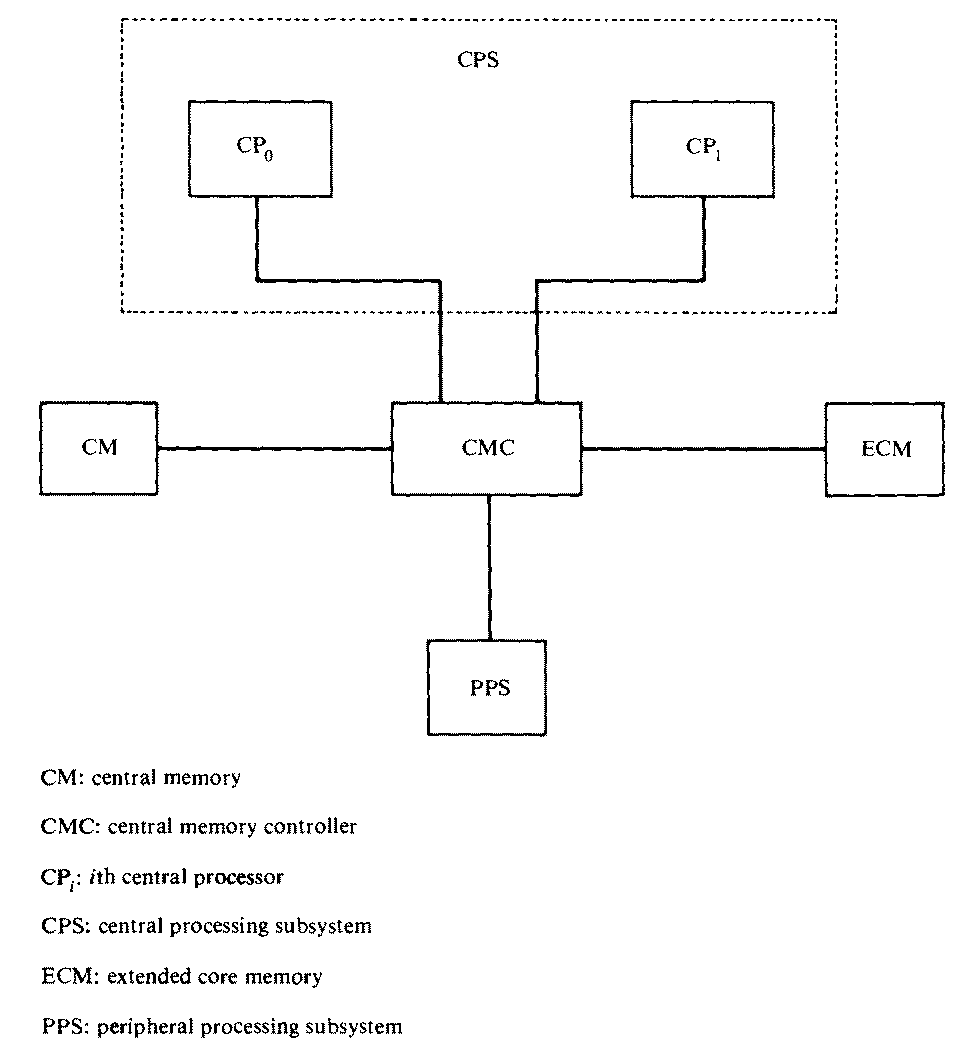 CPS
CP₀
CP₁
CM
CMC
ECM
PPS
CM: central memory
CMC: central memory controller
CPᵢ: ith central processor
CPS: central processing subsystem
ECM: extended core memory
PPS: peripheral processing subsystem